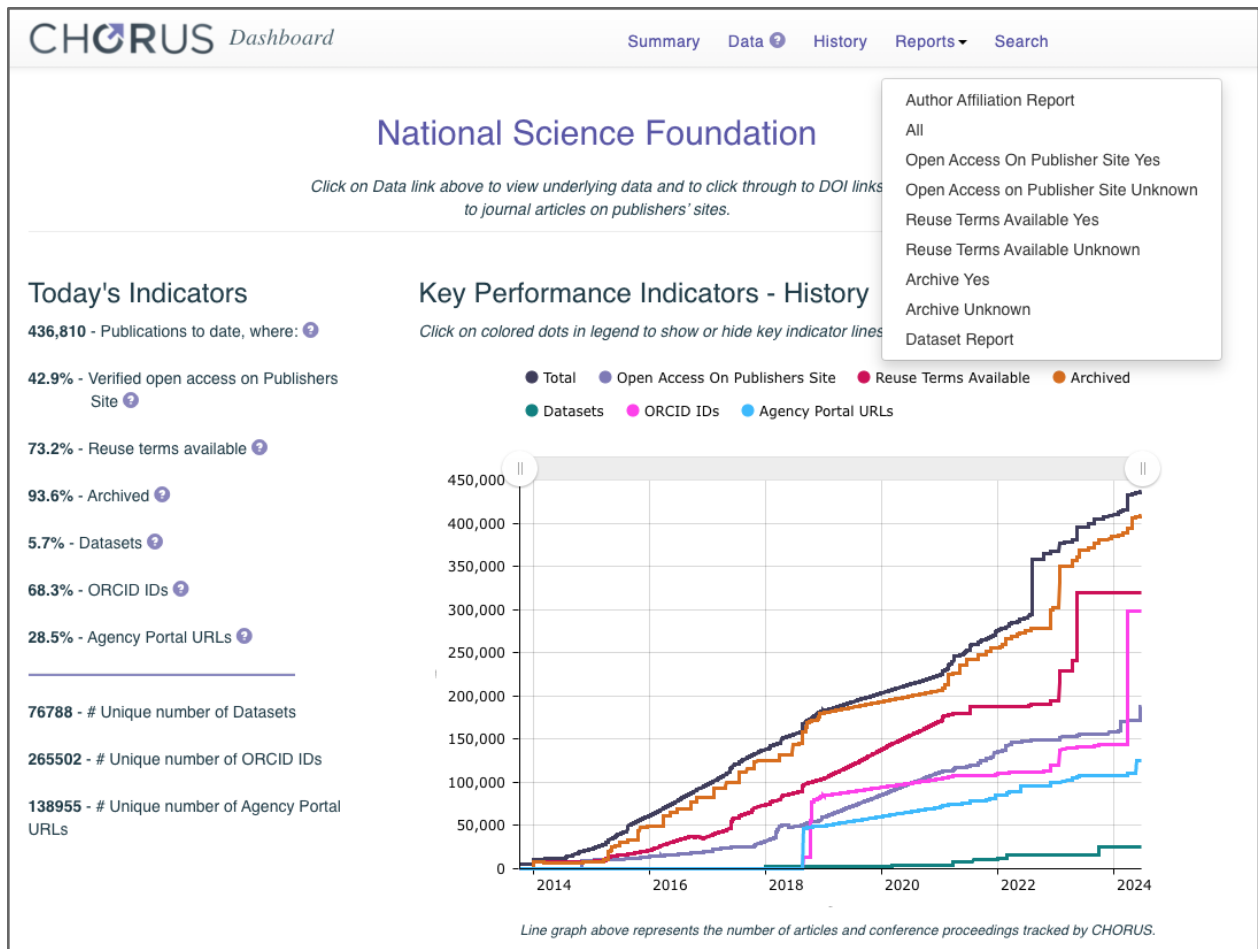 CHORUS Dashboard
Summary Data ? History Reports Search
Author Affiliation Report
All
Open Access On Publisher Site Yes
Open Access on Publisher Site Unknown
Reuse Terms Available Yes
Reuse Terms Available Unknown
Archive Yes
Archive Unknown
Dataset Report
National Science Foundation
Click on Data link above to view underlying data and to click through to DOI links
to journal articles on publishers' sites.
Today's Indicators
436,810 - Publications to date, where: ?
42.9% - Verified open access on Publishers
Site ?
73.2% - Reuse terms available ?
93.6% - Archived ?
5.7% - Datasets ?
68.3% - ORCID IDs ?
28.5% - Agency Portal URLs ?
76788 - # Unique number of Datasets
265502 - # Unique number of ORCID IDs
138955 - # Unique number of Agency Portal
URLs
Key Performance Indicators - History
Click on colored dots in legend to show or hide key indicator lines
Total Open Access On Publishers Site Reuse Terms Available Archived
Datasets ORCID IDs Agency Portal URLs
450,000
400,000
350,000
300,000
250,000
200,000
150,000
100,000
50,000
0
2014 2016 2018 2020 2022 2024
Line graph above represents the number of articles and conference proceedings tracked by CHORUS.